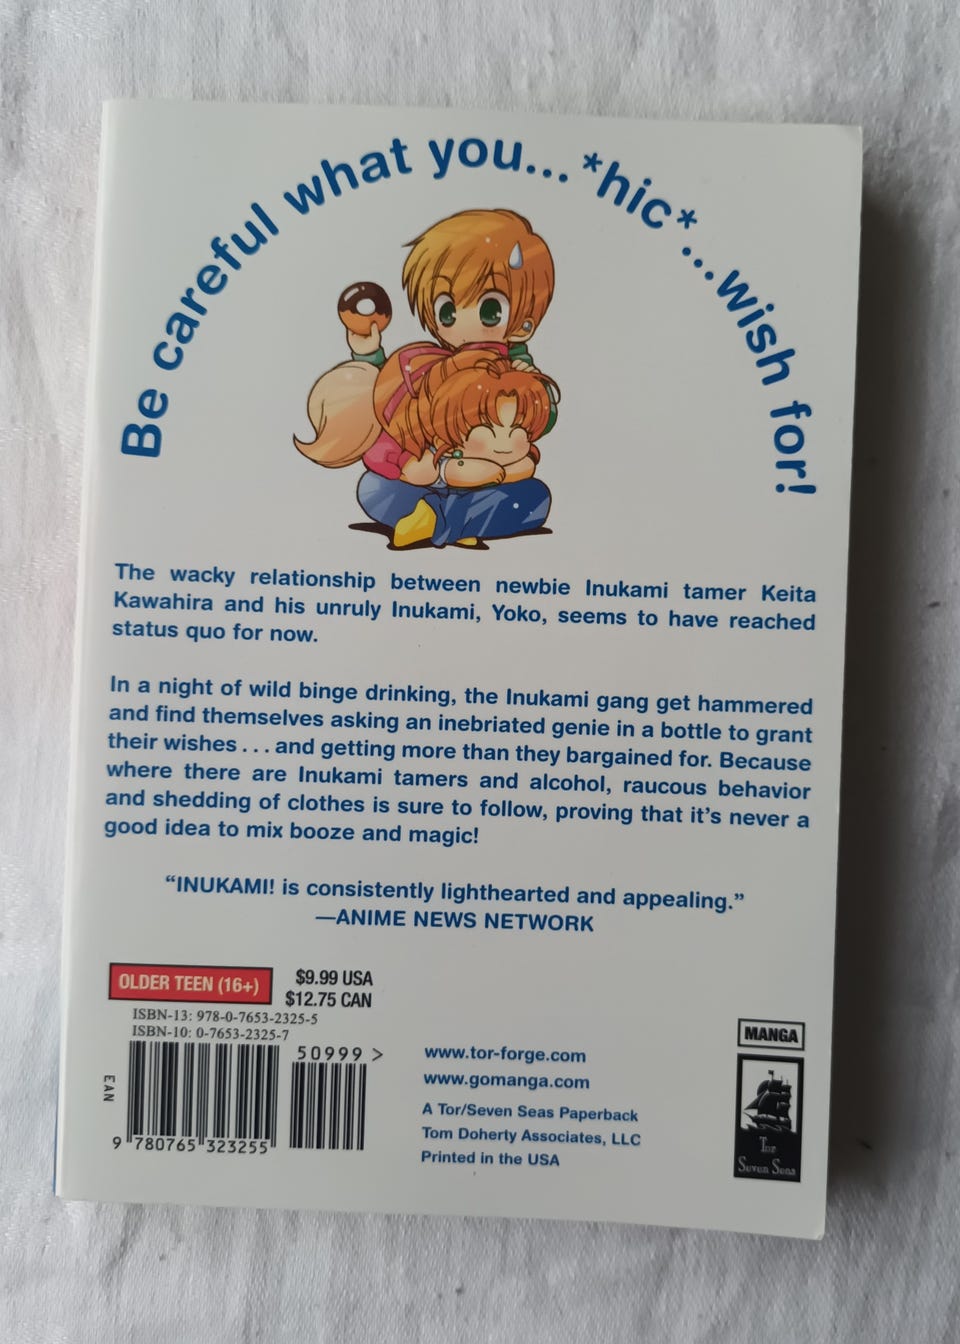 Be careful what you... *hic* ...wish for!
The wacky relationship between newbie Inukami tamer Keita
Kawahira and his unruly Inukami, Yoko, seems to have reached
status quo for now.
In a night of wild binge drinking, the Inukami gang get hammered
and find themselves asking an inebriated genie in a bottle to grant
their wishes . . . and getting more than they bargained for. Because
where there are Inukami tamers and alcohol, raucous behavior
and shedding of clothes is sure to follow, proving that it's never a
good idea to mix booze and magic!
“INUKAMI! is consistently lighthearted and appealing.”
—ANIME NEWS NETWORK
OLDER TEEN (16+)
$9.99 USA
$12.75 CAN
ISBN-13: 978-0-7653-2325-5
ISBN-10: 0-7653-2325-7
50999 >
EAN
9 780765 323255
www.tor-forge.com
www.gomanga.com
A Tor/Seven Seas Paperback
Tom Doherty Associates, LLC
Printed in the USA
MANGA
Tor
Seven Seas